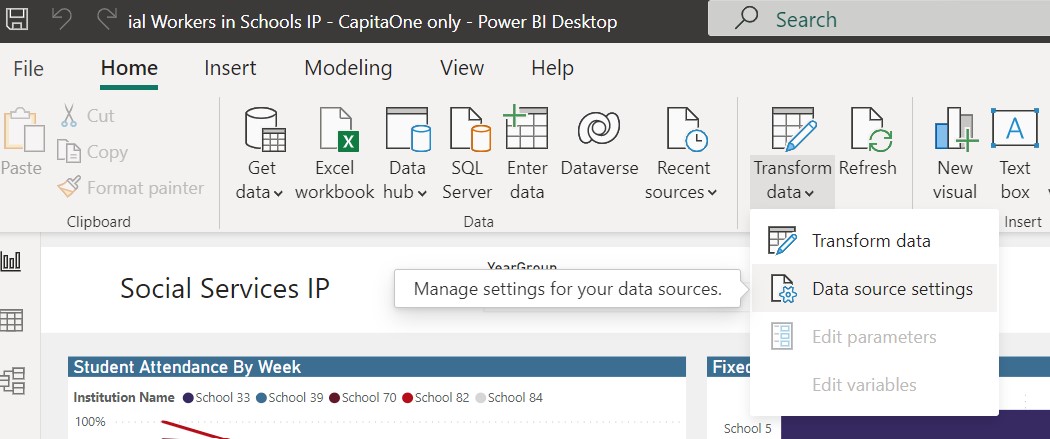 ial Workers in Schools IP - CapitaOne only - Power BI Desktop
Search
File Home Insert Modeling View Help
Paste
Cut
Copy
Format painter
Clipboard
Get data
Excel workbook
Data hub
SQL Server
Enter data
Dataverse
Recent sources
Data
Transform data
Refresh
New visual
Text box
Insert
Transform data
Data source settings
Edit parameters
Edit variables
Manage settings for your data sources.
YearGroup
Social Services IP
Student Attendance By Week
Institution Name School 33 School 39 School 70 School 82 School 84
100%
Fixed
School 5